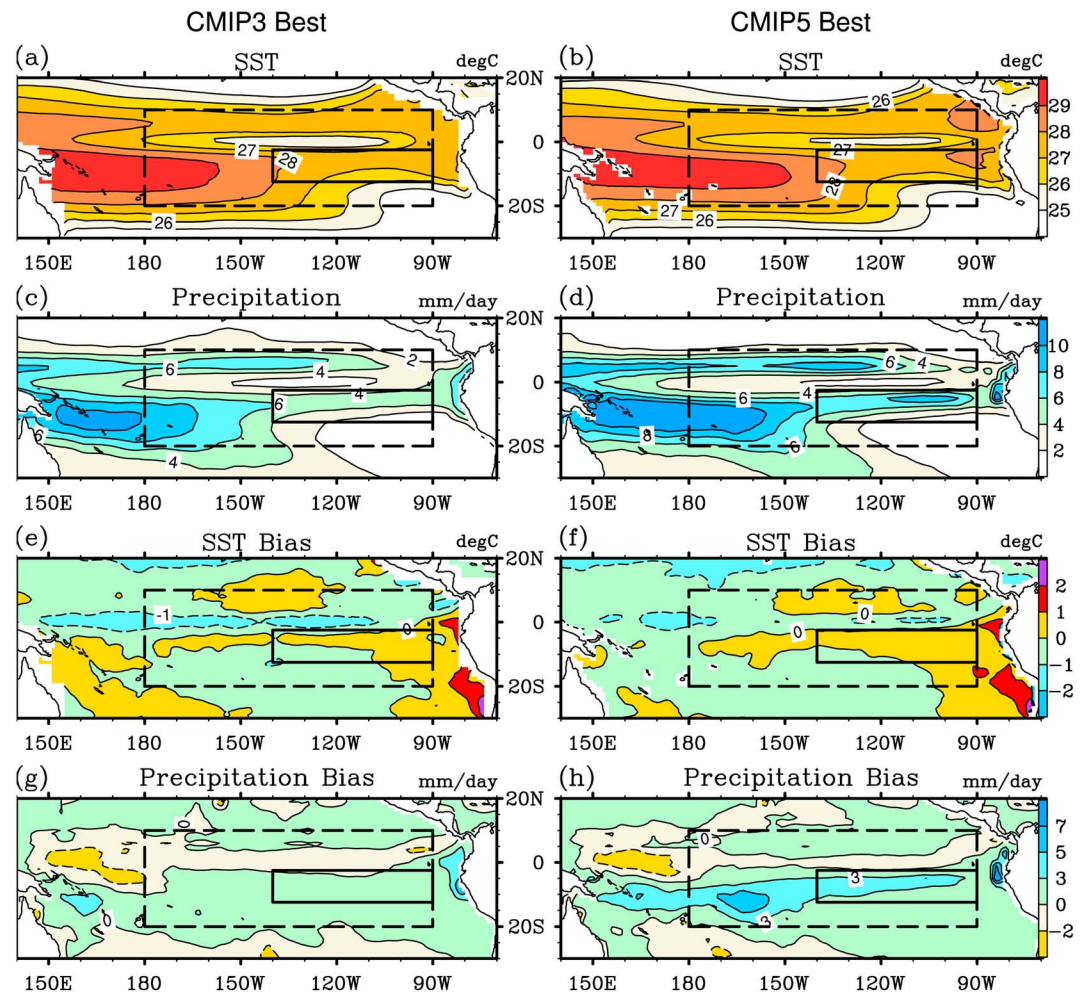 CMIP3 Best CMIP5 Best
(a) SST degC (b) SST degC
20N 0 20S
27 28 26
26 27 28 27 26
29 28 27 26 25
150E 180 150W 120W 90W 150E 180 150W 120W 90W
(c) Precipitation mm/day (d) Precipitation mm/day
20N 0 20S
2 6 4 4 6 6 4
6 4 6 4 8 6
10 8 6 4 2
150E 180 150W 120W 90W 150E 180 150W 120W 90W
(e) SST Bias degC (f) SST Bias degC
20N 0 20S
-1 0
0 0
2 1 0 −1 −2
150E 180 150W 120W 90W 150E 180 150W 120W 90W
(g) Precipitation Bias mm/day (h) Precipitation Bias mm/day
20N 0 20S
0 0
0 3 3
7 5 3 0 −2
150E 180 150W 120W 90W 150E 180 150W 120W 90W